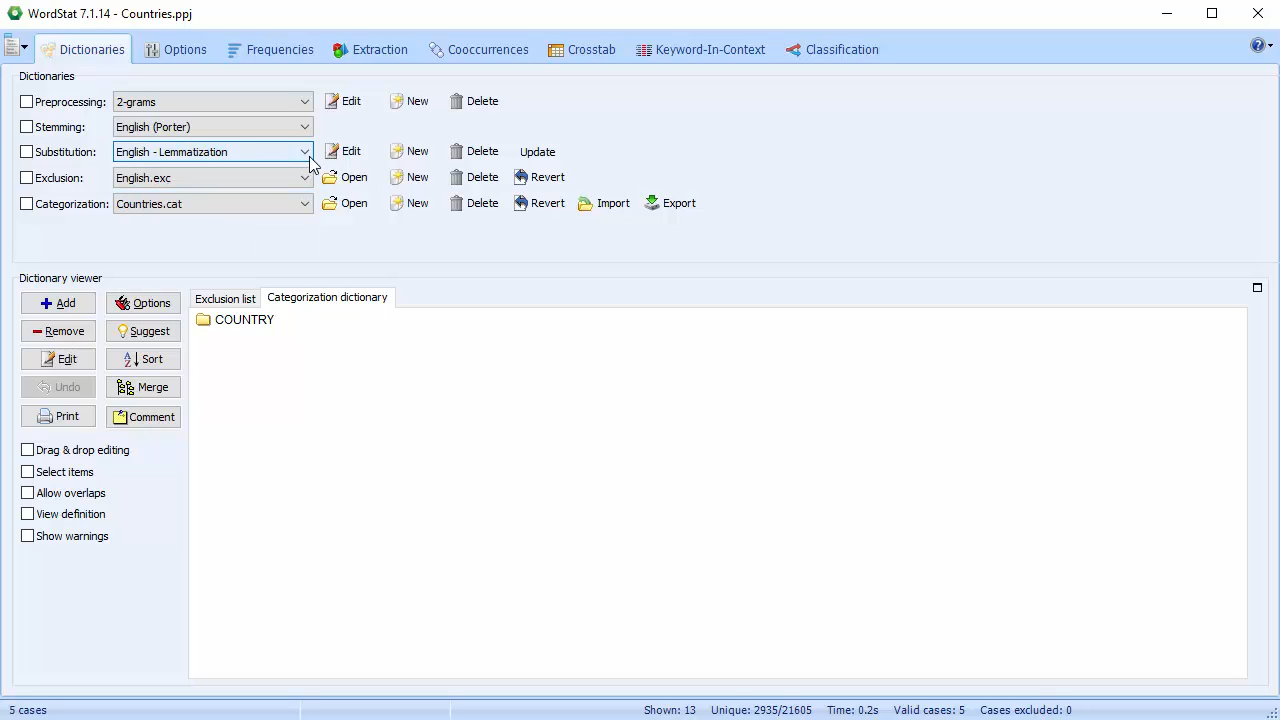 WordStat 7.1.14 - Countries.ppj
Dictionaries Options Frequencies Extraction Cooccurrences Crosstab Keyword-In-Context Classification
Dictionaries
Preprocessing: 2-grams Edit New Delete
Stemming: English (Porter)
Substitution: English - Lemmatization Edit New Delete Update
Exclusion: English.exc Open New Delete Revert
Categorization: Countries.cat Open New Delete Revert Import Export
Dictionary viewer
Add Options Exclusion list Categorization dictionary
COUNTRY
Remove Suggest
Edit Sort
Undo Merge
Print Comment
Drag & drop editing
Select items
Allow overlaps
View definition
Show warnings
5 cases Shown: 13 Unique: 2935/21605 Time: 0.2s Valid cases: 5 Cases excluded: 0